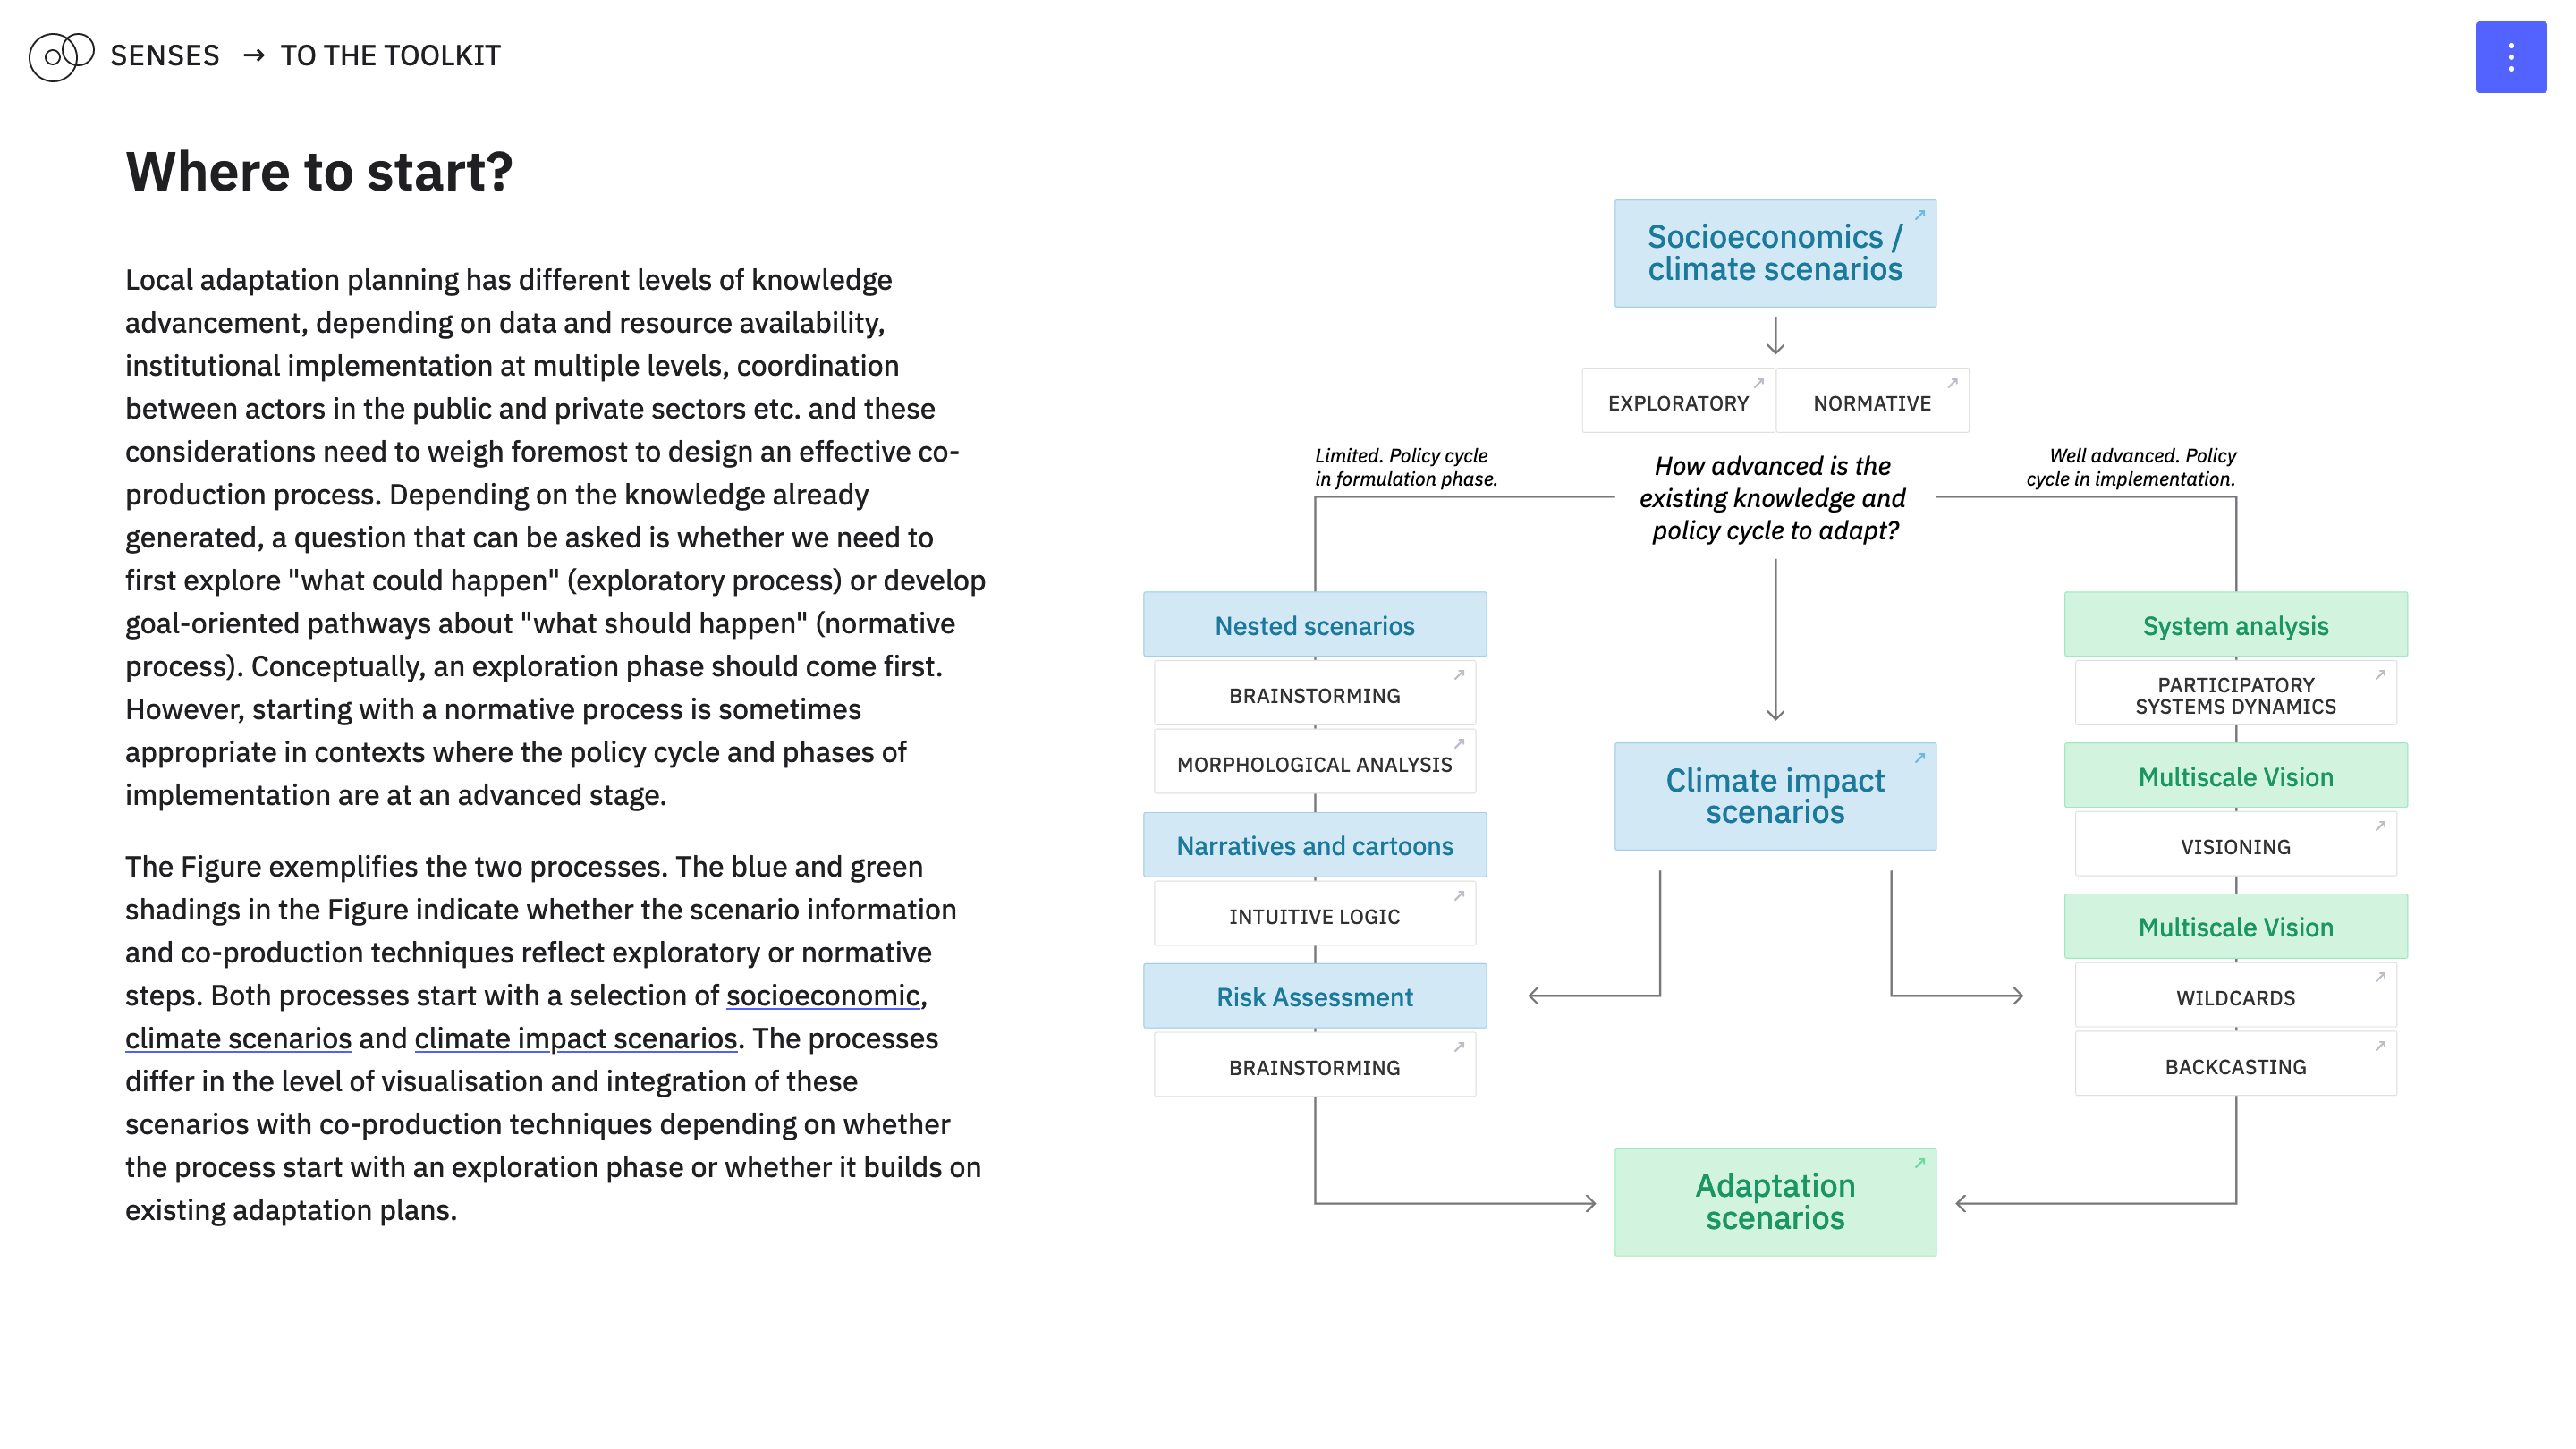 SENSES → TO THE TOOLKIT
Where to start?
Local adaptation planning has different levels of knowledge
advancement, depending on data and resource availability,
institutional implementation at multiple levels, coordination
between actors in the public and private sectors etc. and these
considerations need to weigh foremost to design an effective co-
production process. Depending on the knowledge already
generated, a question that can be asked is whether we need to
first explore "what could happen" (exploratory process) or develop
goal-oriented pathways about "what should happen" (normative
process). Conceptually, an exploration phase should come first.
However, starting with a normative process is sometimes
appropriate in contexts where the policy cycle and phases of
implementation are at an advanced stage.
The Figure exemplifies the two processes. The blue and green
shadings in the Figure indicate whether the scenario information
and co-production techniques reflect exploratory or normative
steps. Both processes start with a selection of socioeconomic,
climate scenarios and climate impact scenarios. The processes
differ in the level of visualisation and integration of these
scenarios with co-production techniques depending on whether
the process start with an exploration phase or whether it builds on
existing adaptation plans.
Socioeconomics /
climate scenarios
EXPLORATORY
NORMATIVE
Limited. Policy cycle
in formulation phase.
How advanced is the
existing knowledge and
policy cycle to adapt?
Well advanced. Policy
cycle in implementation.
Nested scenarios
BRAINSTORMING
MORPHOLOGICAL ANALYSIS
Narratives and cartoons
INTUITIVE LOGIC
Risk Assessment
BRAINSTORMING
Climate impact
scenarios
System analysis
PARTICIPATORY
SYSTEMS DYNAMICS
Multiscale Vision
VISIONING
Multiscale Vision
WILDCARDS
BACKCASTING
Adaptation
scenarios